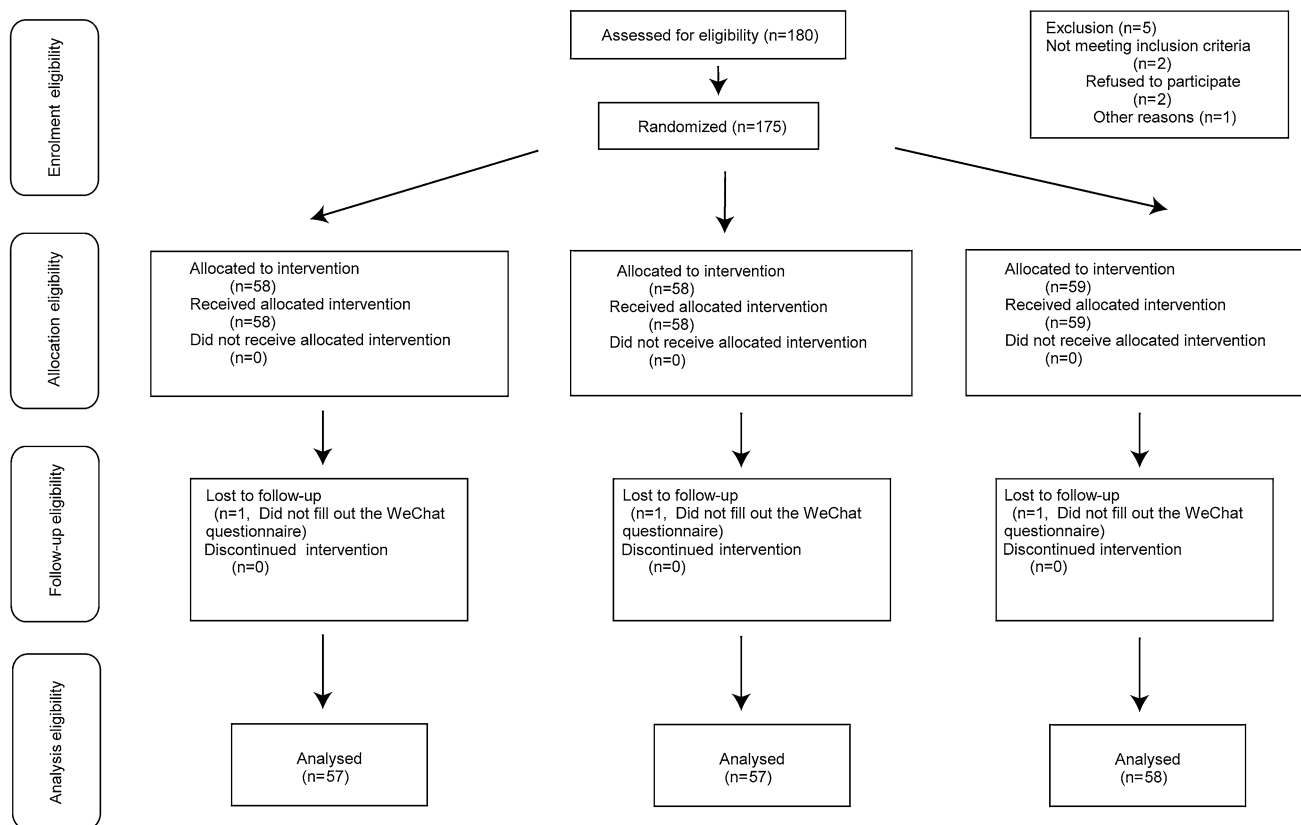 Enrolment eligibility
Assessed for eligibility (n=180)
Randomized (n=175)
Exclusion (n=5)
Not meeting inclusion criteria
(n=2)
Refused to participate
(n=2)
Other reasons (n=1)
Allocation eligibility
Allocated to intervention
(n=58)
Received allocated intervention
(n=58)
Did not receive allocated intervention
(n=0)
Allocated to intervention
(n=58)
Received allocated intervention
(n=58)
Did not receive allocated intervention
(n=0)
Allocated to intervention
(n=59)
Received allocated intervention
(n=59)
Did not receive allocated intervention
(n=0)
Follow-up eligibility
Lost to follow-up
(n=1, Did not fill out the WeChat
questionnaire)
Discontinued intervention
(n=0)
Lost to follow-up
(n=1, Did not fill out the WeChat
questionnaire)
Discontinued intervention
(n=0)
Lost to follow-up
(n=1, Did not fill out the WeChat
questionnaire)
Discontinued intervention
(n=0)
Analysis eligibility
Analysed
(n=57)
Analysed
(n=57)
Analysed
(n=58)